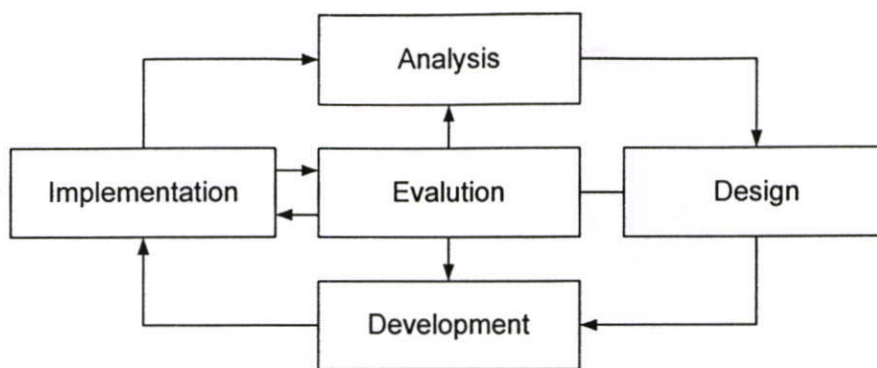 Analysis
Implementation
Evalution
Design
Development